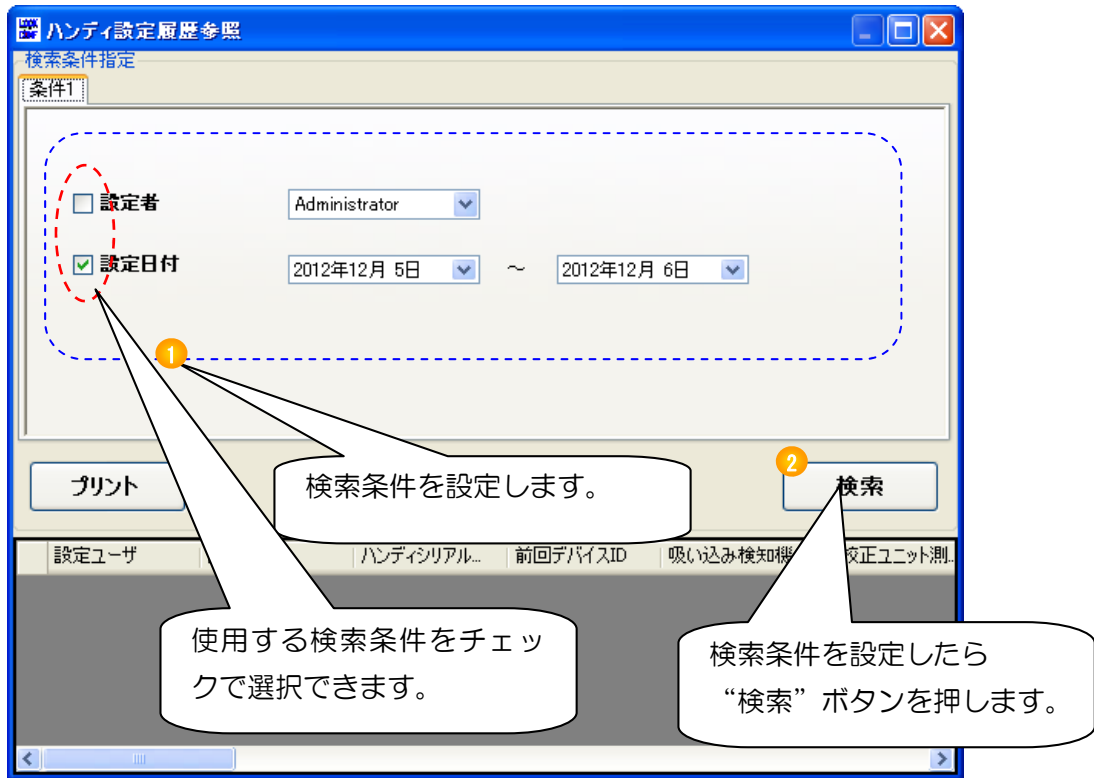 ハンディ設定履歴参照
検索条件指定
条件1
設定者
Administrator
設定日付
2012年12月 5日
～
2012年12月 6日
1
検索条件を設定します。
プリント
2
検索
設定ユーザ
ハンディシリアル...
前回デバイスID
吸い込み検知機
校正ユニット測...
使用する検索条件をチェッ
クで選択できます。
検索条件を設定したら
“検索”ボタンを押します。